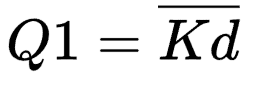 Q1 = \overline{Kd}